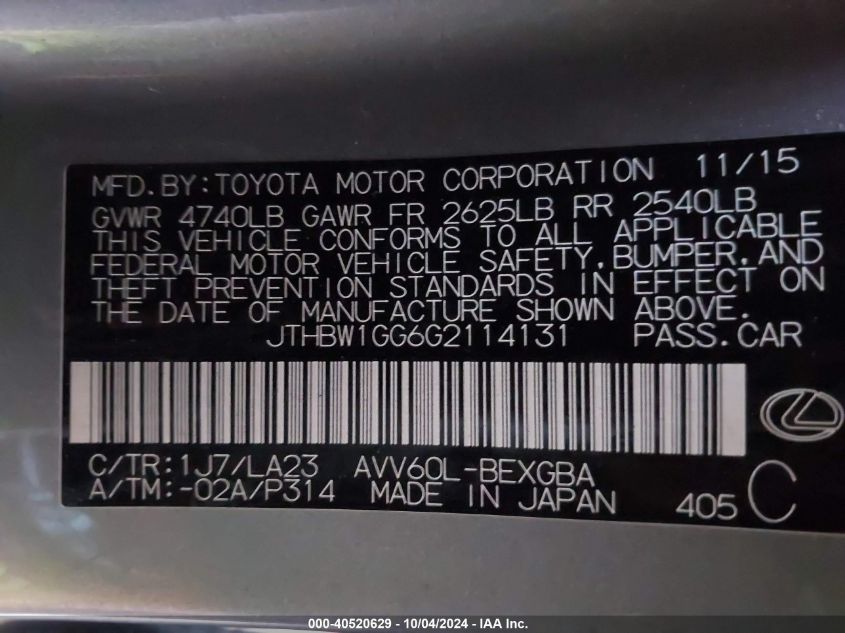 MFD.BY:TOYOTA MOTOR CORPORATION 11/15
GVWR 4740LB GAWR FR 2625LB RR 2540LB
THIS VEHICLE CONFORMS TO ALL APPLICABLE
FEDERAL MOTOR VEHICLE SAFETY,BUMPER,AND
THEFT PREVENTION STANDARDS IN EFFECT ON
THE DATE OF MANUFACTURE SHOWN ABOVE.
JTHBW1GG6G2114131 PASS.CAR
C/TR:1J7/LA23 AVV60L-BEXGBA
A/TM:-02A/P314 MADE IN JAPAN 405 C
000-40520629 - 10/04/2024 - IAA Inc.